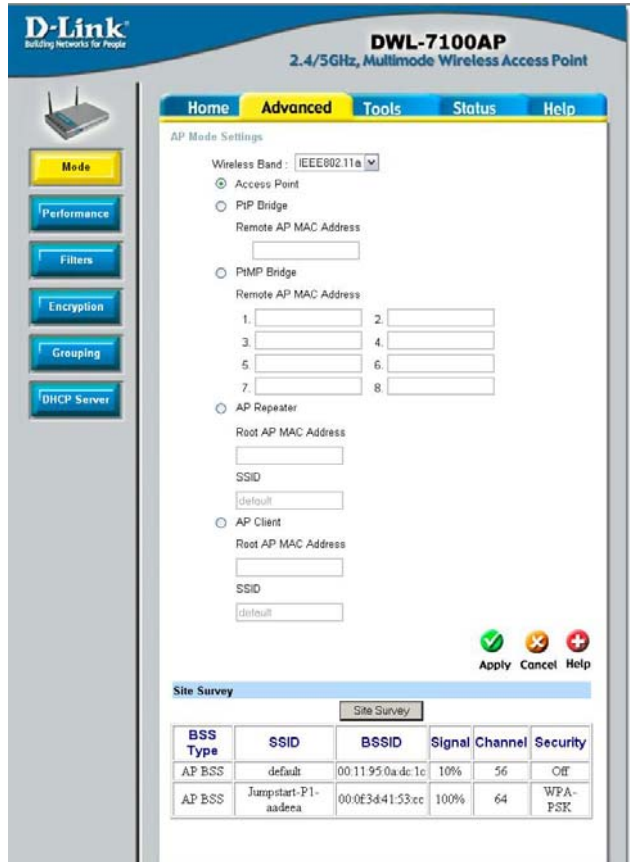 D-Link
Building Networks for People
DWL-7100AP
2.4/5GHz, Multimode Wireless Access Point
Home Advanced Tools Status Help
Mode
Performance
Filters
Encryption
Grouping
DHCP Server
AP Mode Settings
Wireless Band : IEEE802.11a
Access Point
PtP Bridge
Remote AP MAC Address
PtMP Bridge
Remote AP MAC Address
1. 2.
3. 4.
5. 6.
7. 8.
AP Repeater
Root AP MAC Address
SSID
default
AP Client
Root AP MAC Address
SSID
default
Apply Cancel Help
Site Survey
Site Survey
BSS Type SSID BSSID Signal Channel Security
AP BSS default 00:11:95:0a:dc:1c 10% 56 Off
AP BSS Jumpstart-P1-aadeea 00:0f:3d:41:53:cc 100% 64 WPA-PSK